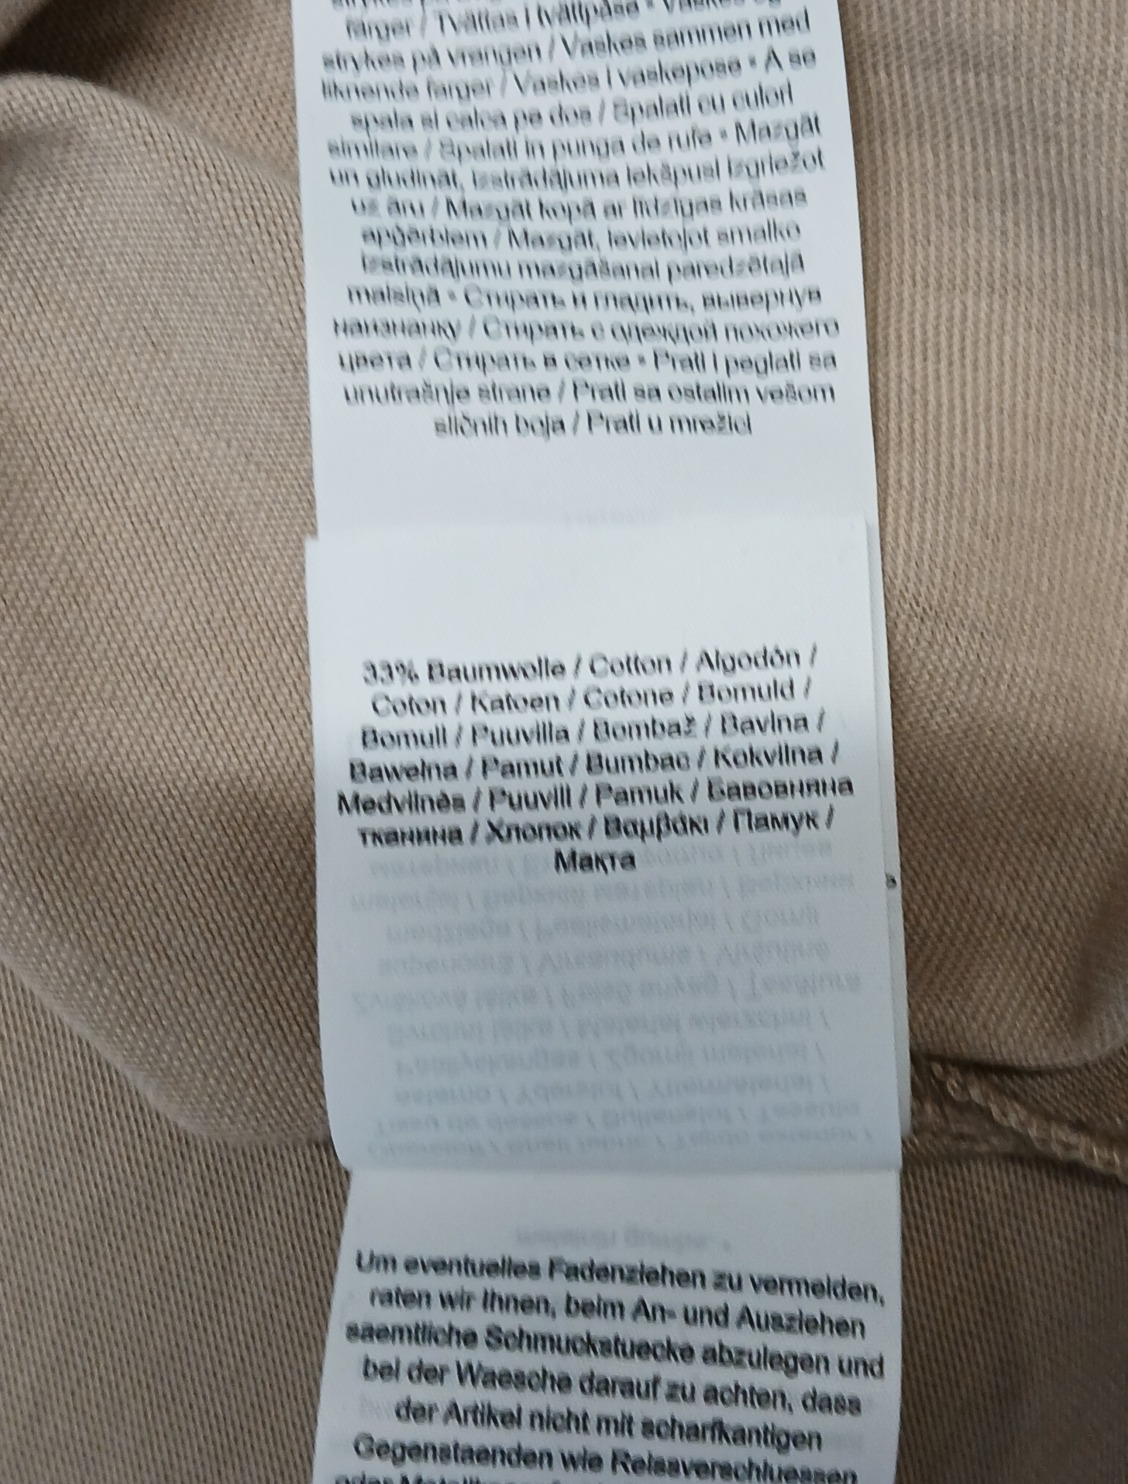 färger / Tvättas i tvättpåse •
strykes på vrangen / Vaskes sammen med
liknende farger / Vaskes i vaskepose • A se
spala si calca pe dos / Spalati cu culori
similare / Spalati in punga de rufe • Mazgāt
un gludināt, izstrādājuma iekšpusi izgriežot
uz āru / Mazgāt kopā ar līdzīgas krāsas
apģērbiem / Mazgāt, ievietojot smalko
izstrādājumu mazgāšanai paredzētajā
maisiņā • Стирать и гладить, вывернув
наизнанку / Стирать с одеждой похожего
цвета / Стирать в сетке • Prati i peglati sa
unutrašnje strane / Prati sa ostalim vešom
sličnih boja / Prati u mrežici
33% Baumwolle / Cotton / Algodón /
Coton / Katoen / Cotone / Bomuld /
Bomull / Puuvilla / Bombaž / Bavlna /
Bawełna / Pamut / Bumbac / Kokvilna /
Medvilnės / Puuvill / Pamuk / Бавовняна
тканина / Хлопок / Βαμβάκι / Памук /
Мақта
Um eventuelles Fadenziehen zu vermeiden,
raten wir Ihnen, beim An- und Ausziehen
saemtliche Schmuckstuecke abzulegen und
bei der Waesche darauf zu achten, dass
der Artikel nicht mit scharfkantigen
Gegenstaenden wie Reissverschluessen
oder